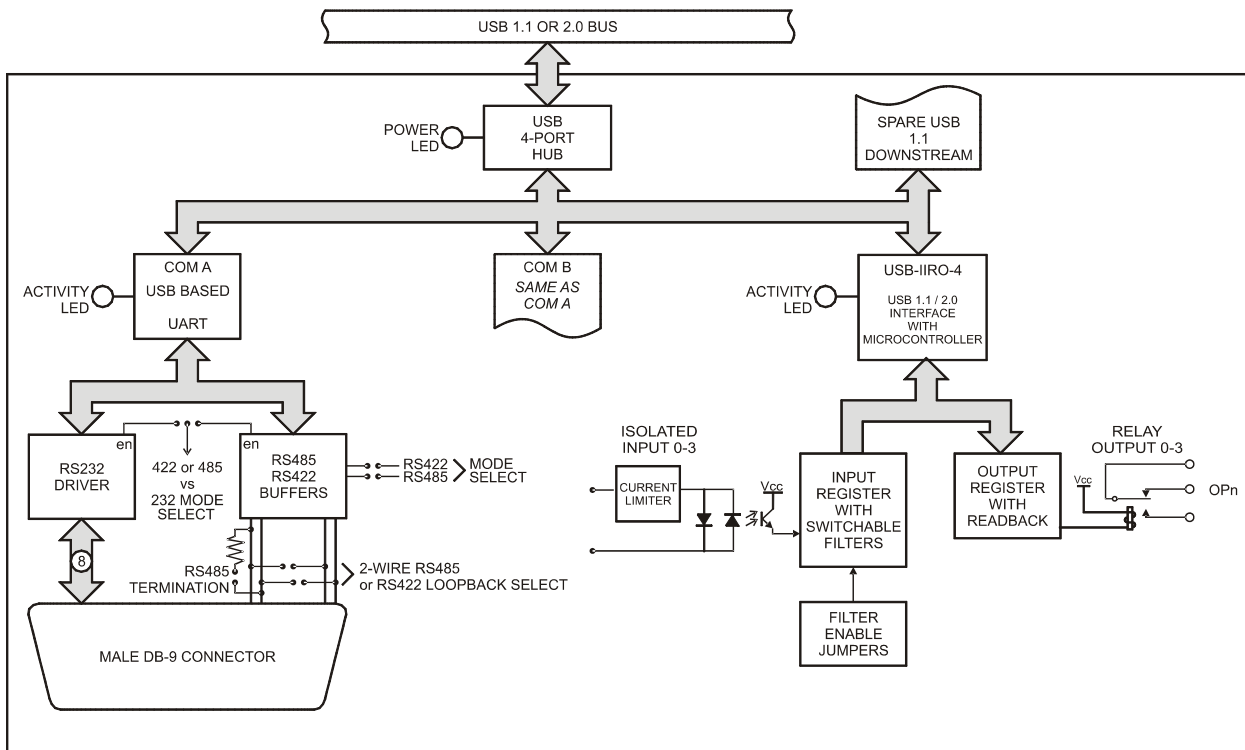 USB 1.1 OR 2.0 BUS
POWER
LED
USB
4-PORT
HUB
SPARE USB
1.1
DOWNSTREAM
ACTIVITY
LED
COM A
USB BASED
UART
COM B
SAME AS
COM A
ACTIVITY
LED
USB-IIRO-4
USB 1.1 / 2.0
INTERFACE
WITH
MICROCONTROLLER
RS232
DRIVER
en
422 or 485
vs
232 MODE
SELECT
en
RS485
RS422
BUFFERS
RS422
RS485
MODE
SELECT
8
RS485
TERMINATION
2-WIRE RS485
or RS422 LOOPBACK SELECT
MALE DB-9 CONNECTOR
ISOLATED
INPUT 0-3
CURRENT
LIMITER
Vcc
INPUT
REGISTER
WITH
SWITCHABLE
FILTERS
FILTER
ENABLE
JUMPERS
OUTPUT
REGISTER
WITH
READBACK
RELAY
OUTPUT 0-3
Vcc
OPn